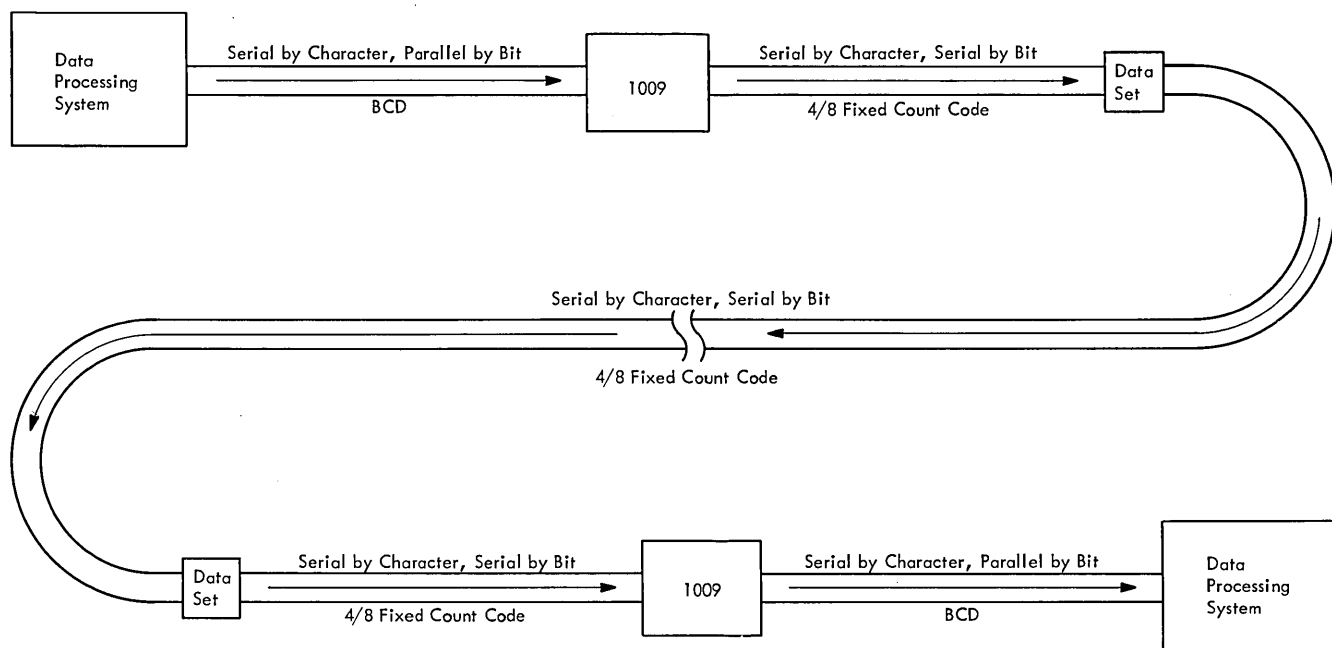 Data
Processing
System
Serial by Character, Parallel by Bit
BCD
1009
Serial by Character, Serial by Bit
4/8 Fixed Count Code
Data
Set
Serial by Character, Serial by Bit
4/8 Fixed Count Code
Data
Set
Serial by Character, Serial by Bit
4/8 Fixed Count Code
1009
Serial by Character, Parallel by Bit
BCD
Data
Processing
System